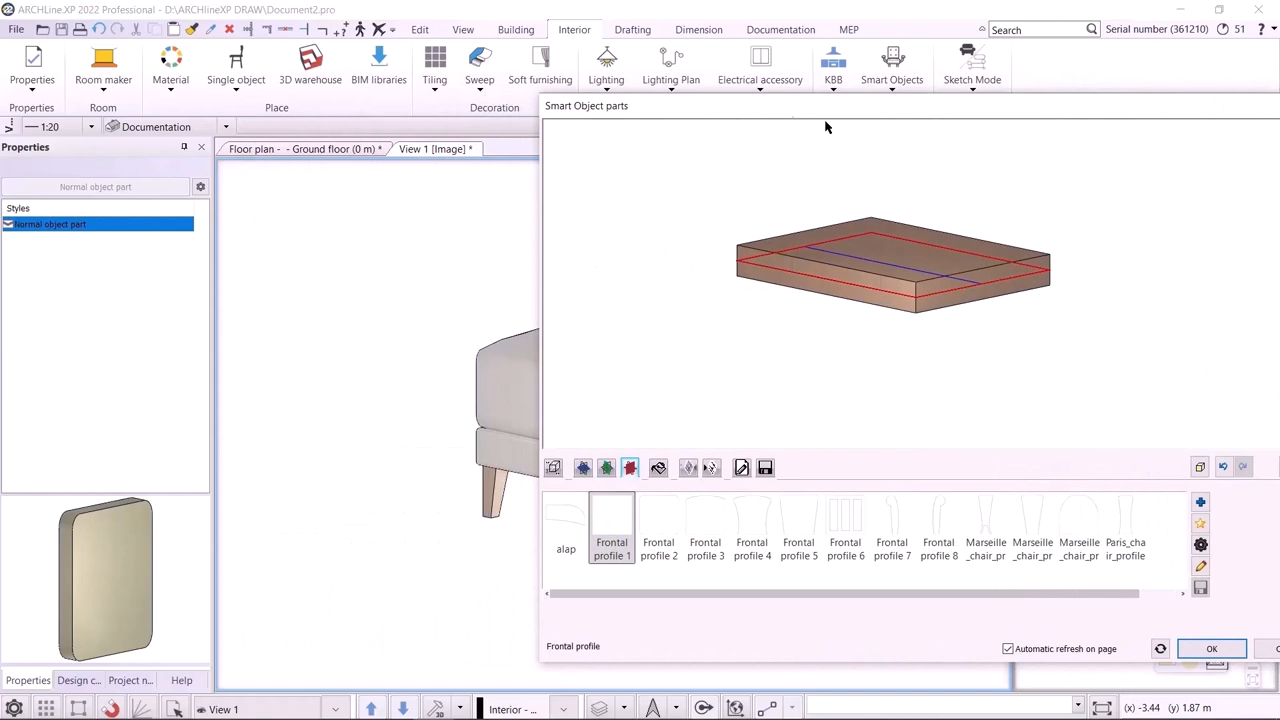 ARCHLine.XP 2022 Professional - D:\ARCHlineXP DRAW\Document2.pro
File Edit View Building Interior Drafting Dimension Documentation MEP Search Serial number (361210) 51 ?
Properties Room maker Material Single object 3D warehouse BIM libraries Tiling Sweep Soft furnishing Lighting Lighting Plan Electrical accessory KBB Smart Objects Sketch Mode
Properties Room Place Decoration
1:20 Documentation
Smart Object parts
Properties
Floor plan - - Ground floor (0 m) * View 1 [Image] *
Normal object part
Styles
Normal object part
alap
Frontal profile 1
Frontal profile 2
Frontal profile 3
Frontal profile 4
Frontal profile 5
Frontal profile 6
Frontal profile 7
Frontal profile 8
Marseille _chair_pr
Marseille _chair_pr
Marseille _chair_pr
Paris_cha ir_profile
Frontal profile
Automatic refresh on page OK
Properties Design c... Project n... Help
View 1 Interior - ... (x) -3.44 (y) 1.87 m